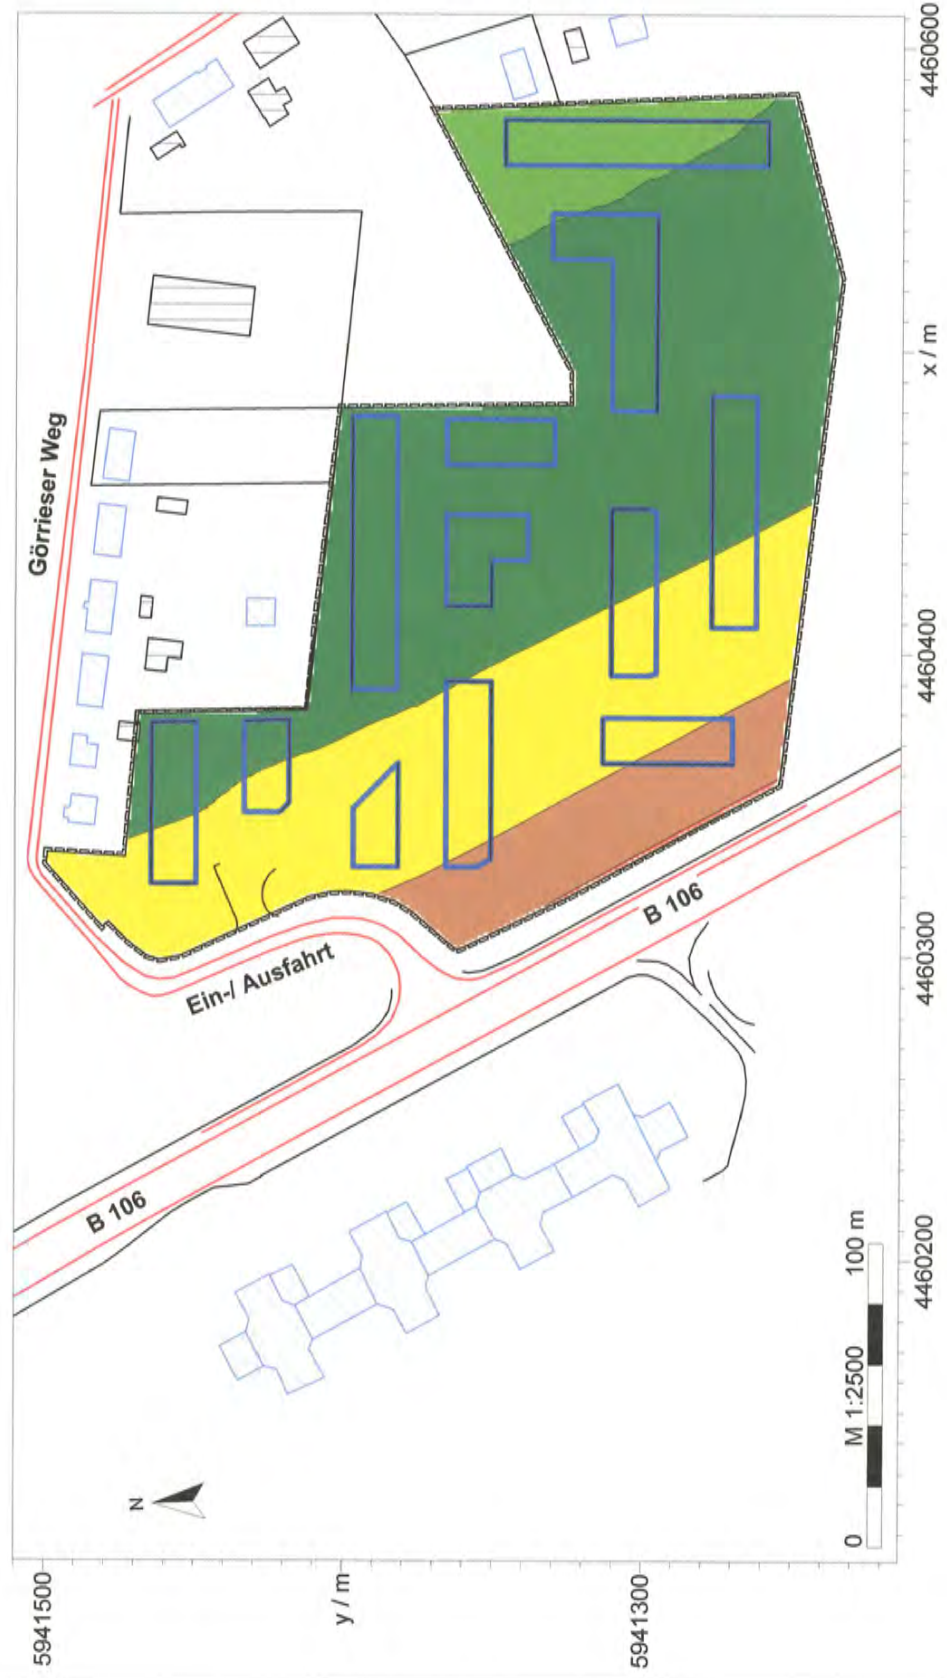 Görrieser Weg
Ein-/ Ausfahrt
B 106
B 106
N
0 M 1:2500 100 m
5941500
y / m
5941300
4460200
4460300
4460400
x / m
4460600